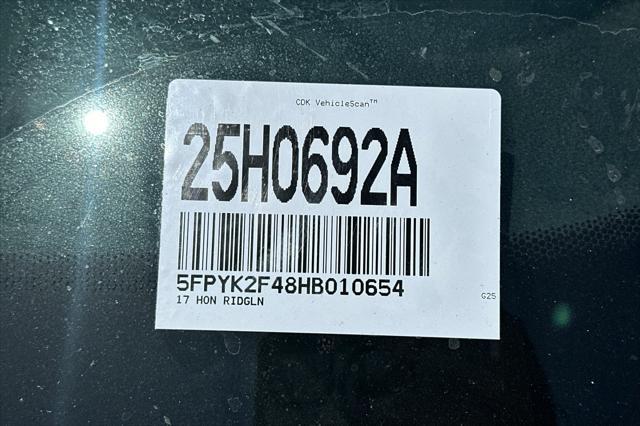 CDK VehicleScan™
25H0692A
5FPYK2F48HB010654
17 HON RIDGLN
G25